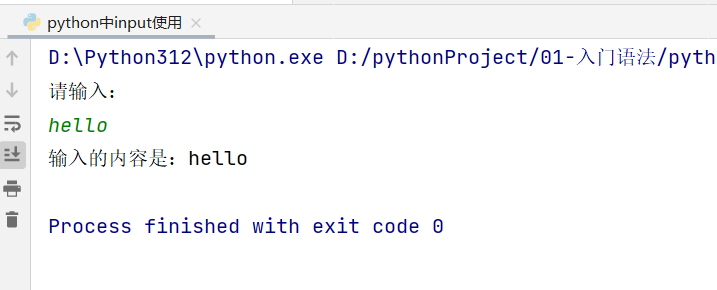 python中input使用
D:\Python312\python.exe D:/pythonProject/01-入门语法/pyth
请输入：
hello
输入的内容是：hello
Process finished with exit code 0